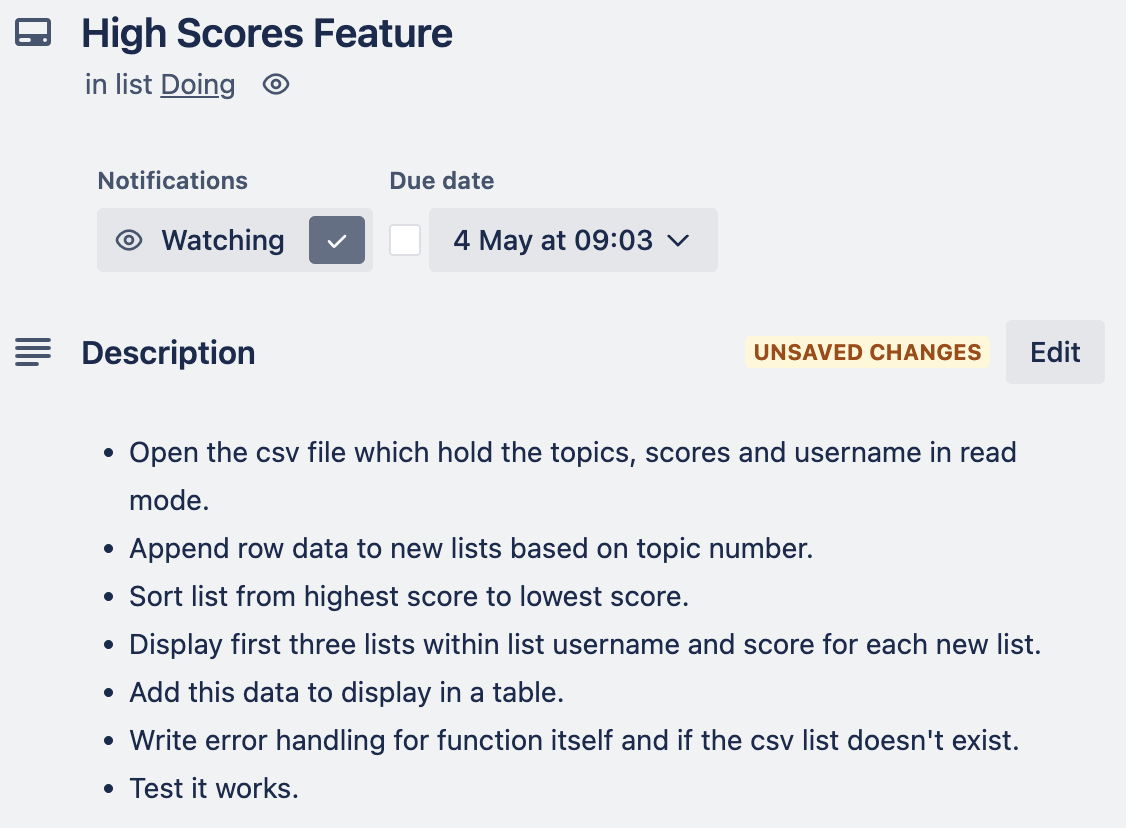 High Scores Feature
in list Doing
Notifications
Due date
Watching
4 May at 09:03
Description
UNSAVED CHANGES
Edit
• Open the csv file which hold the topics, scores and username in read
mode.
• Append row data to new lists based on topic number.
• Sort list from highest score to lowest score.
• Display first three lists within list username and score for each new list.
• Add this data to display in a table.
• Write error handling for function itself and if the csv list doesn't exist.
• Test it works.